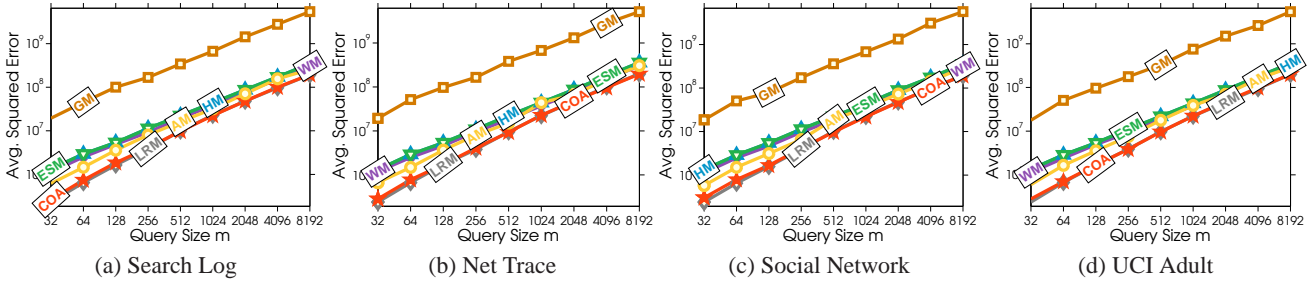 Avg. Squared Error
10⁹
10⁸
10⁷
10
GM
ESM
COA
LRM
AM
HM
WM
32 64 128 256 512 1024 2048 4096 8192
Query Size m
(a) Search Log
Avg. Squared Error
10⁹
10⁸
10⁷
10
GM
WM
LRM
AM
HM
COA
ESM
32 64 128 256 512 1024 2048 4096 8192
Query Size m
(b) Net Trace
Avg. Squared Error
10⁹
10⁸
10⁷
10
GM
HM
LRM
AM
ESM
COA
WM
32 64 128 256 512 1024 2048 4096 8192
Query Size m
(c) Social Network
Avg. Squared Error
10⁹
10⁸
10⁷
10
GM
WM
COA
ESM
LRM
AM
HM
32 64 128 256 512 1024 2048 4096 8192
Query Size m
(d) UCI Adult